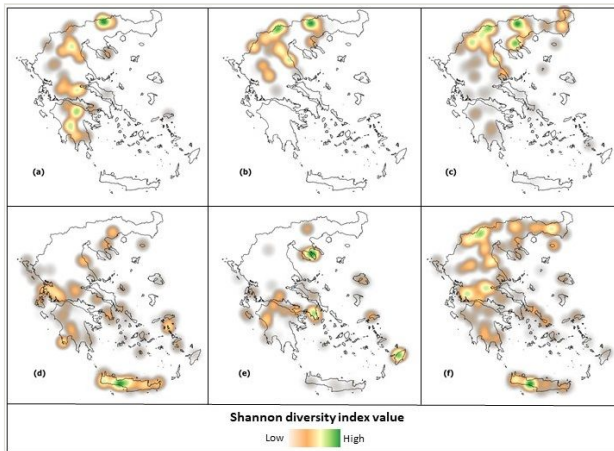 (a)
(b)
(c)
(d)
(e)
(f)
Shannon diversity index value
Low High